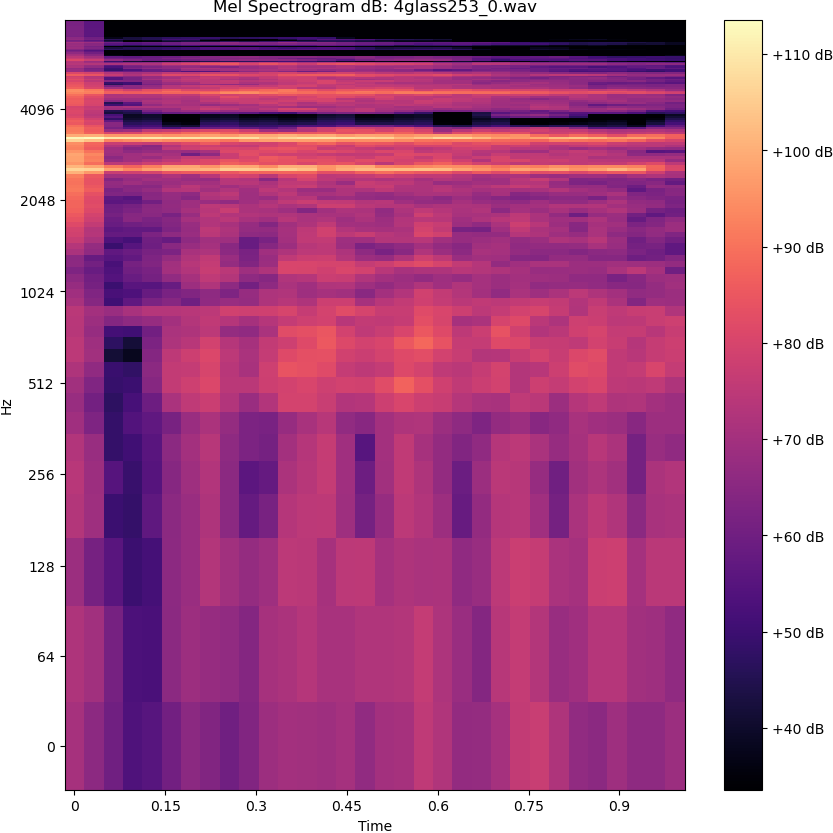 Mel Spectrogram dB: 4glass253_0.wav
+110 dB
4096
+100 dB
2048
+90 dB
1024
+80 dB
512
Hz
+70 dB
256
+60 dB
128
+50 dB
64
+40 dB
0
0 0.15 0.3 0.45 0.6 0.75 0.9
Time